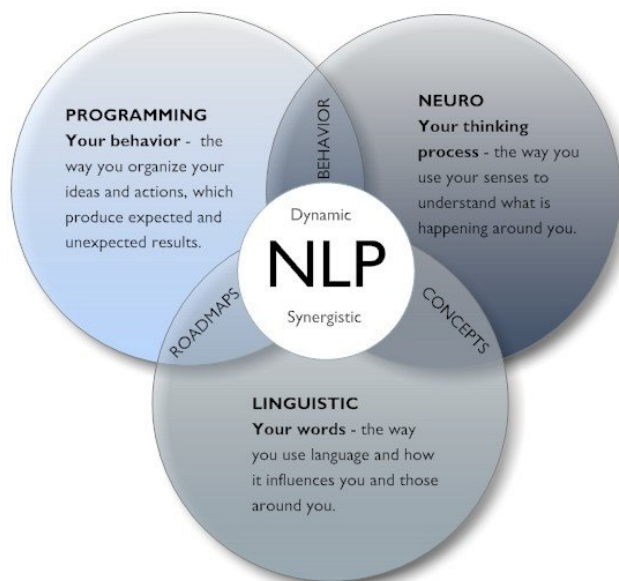 PROGRAMMING
Your behavior - the
way you organize your
ideas and actions, which
produce expected and
unexpected results.
BEHAVIOR
NEURO
Your thinking
process - the way you
use your senses to
understand what is
happening around you.
Dynamic
NLP
Synergistic
ROADMAPS
CONCEPTS
LINGUISTIC
Your words - the way
you use language and how
it influences you and those
around you.